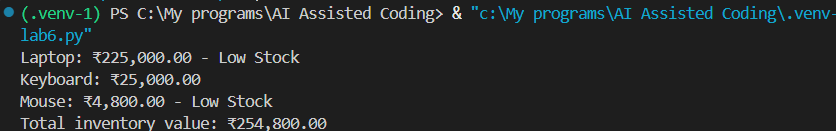 (.venv-1) PS C:\My programs\AI Assisted Coding> & "c:\My programs\AI Assisted Coding\.venv-
lab6.py"
Laptop: ₹225,000.00 - Low Stock
Keyboard: ₹25,000.00
Mouse: ₹4,800.00 - Low Stock
Total inventory value: ₹254,800.00